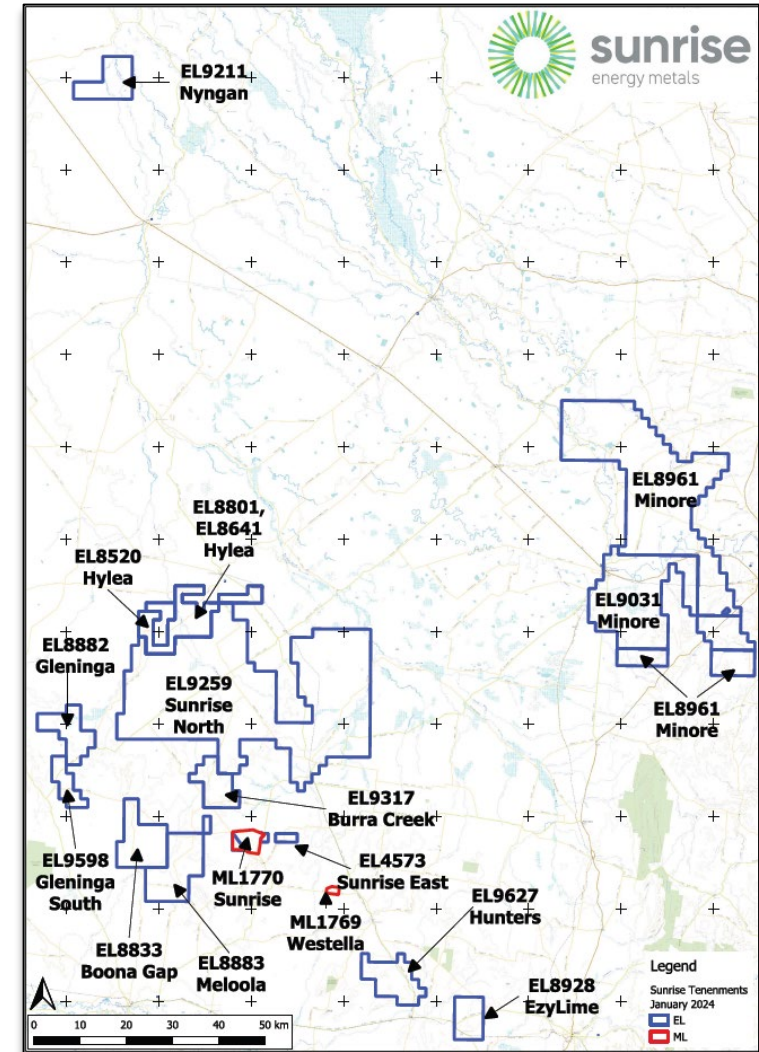 sunrise
energy metals
EL9211
Nyngan
EL8961
Minore
EL8801,
EL8641
Hylea
EL8520
Hylea
EL9031
Minore
EL8882
Gleninga
EL9259
Sunrise
North
EL8961
Minore
EL9317
Burra Creek
EL9598
Gleninga
South
ML1770
Sunrise
EL4573
Sunrise East
EL9627
Hunters
ML1769
Westella
EL8833
Boona Gap
EL8883
Meloola
EL8928
EzyLime
Legend
Sunrise Tenenments
January 2024
EL
ML
0 10 20 30 40 50 km